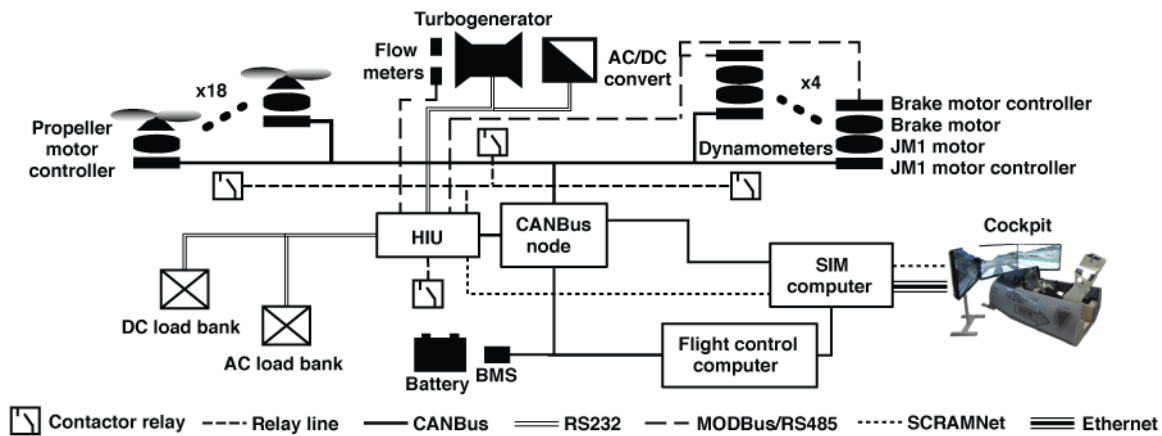 Turbogenerator
Flow
meters
AC/DC
convert
x18
x4
Propeller
motor
controller
Brake motor controller
Brake motor
Dynamometers
JM1 motor
JM1 motor controller
HIU
CANBus
node
Cockpit
SIM
computer
DC load bank
AC load bank
Flight control
computer
Battery
BMS
Contactor relay
Relay line
CANBus
RS232
MODBus/RS485
SCRAMNet
Ethernet